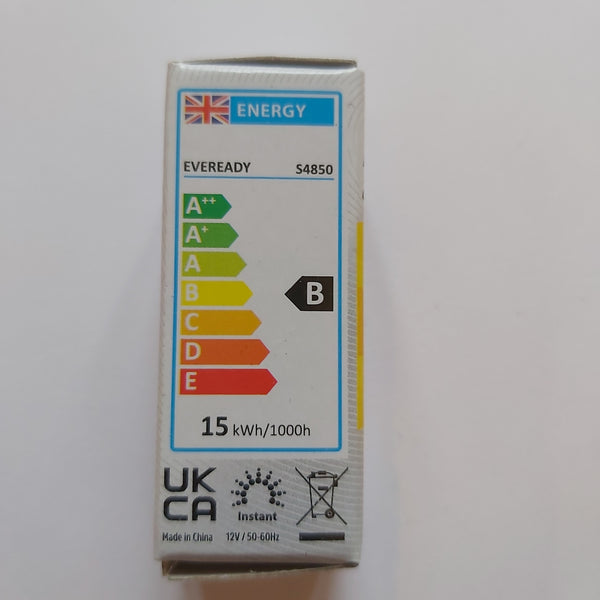 ENERGY
EVEREADY S4850
A++
A+
A
B
B
C
D
E
15 kWh/1000h
UK
CA
Instant
Made in China 12V / 50-60Hz